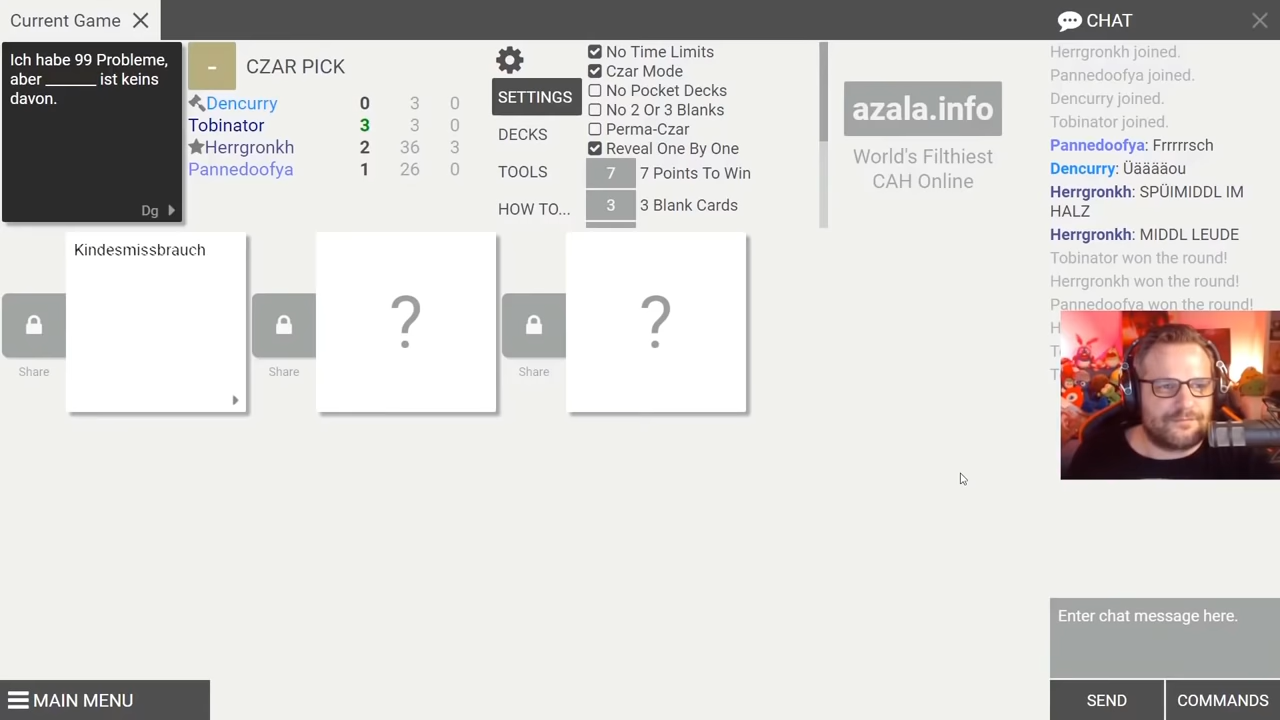 Current Game
Ich habe 99 Probleme,
aber ______ ist keins
davon.
Dg
-
CZAR PICK
Dencurry 0 3 0
Tobinator 3 3 0
Herrgronkh 2 36 3
Pannedoofya 1 26 0
SETTINGS
DECKS
TOOLS
HOW TO...
No Time Limits
Czar Mode
No Pocket Decks
No 2 Or 3 Blanks
Perma-Czar
Reveal One By One
7 7 Points To Win
3 3 Blank Cards
azala.info
World's Filthiest
CAH Online
CHAT
Herrgronkh joined.
Pannedoofya joined.
Dencurry joined.
Tobinator joined.
Pannedoofya: Frrrrrsch
Dencurry: Üääääou
Herrgronkh: SPÜIMIDDL IM
HALZ
Herrgronkh: MIDDL LEUDE
Tobinator won the round!
Herrgronkh won the round!
Pannedoofya won the round!
Kindesmissbrauch
Share
?
Share
?
Share
Enter chat message here.
SEND
COMMANDS
MAIN MENU